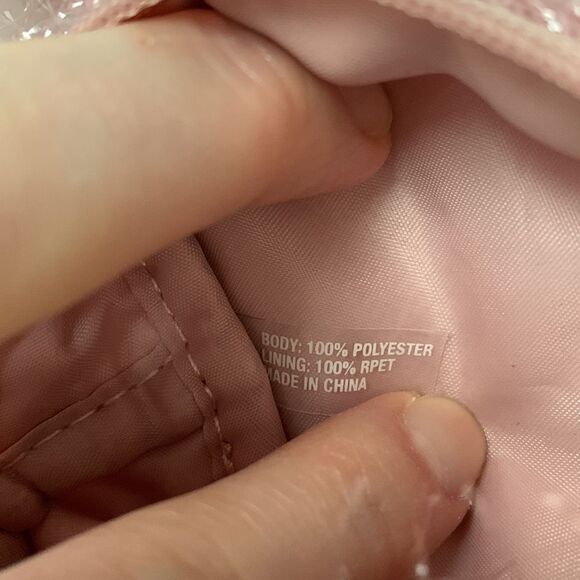 BODY: 100% POLYESTER
LINING: 100% RPET
MADE IN CHINA